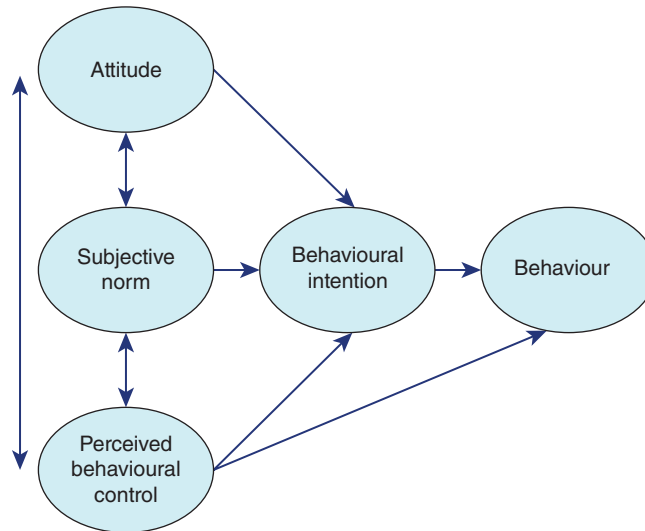 Attitude
Subjective
norm
Behavioural
intention
Behaviour
Perceived
behavioural
control